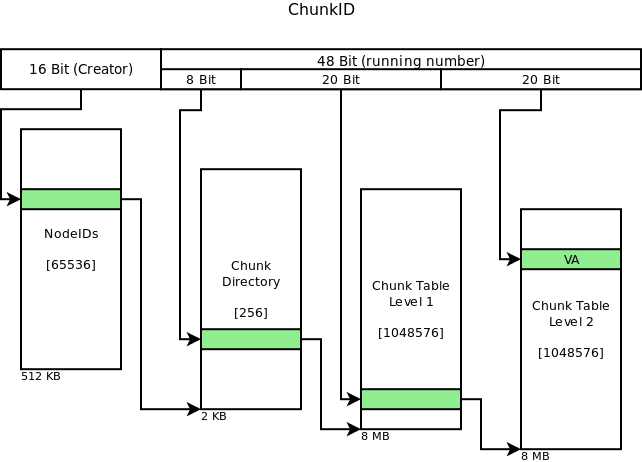 ChunkID
16 Bit (Creator)
48 Bit (running number)
8 Bit
20 Bit
20 Bit
NodeIDs
[65536]
512 KB
Chunk
Directory
[256]
2 KB
Chunk Table
Level 1
[1048576]
8 MB
VA
Chunk Table
Level 2
[1048576]
8 MB